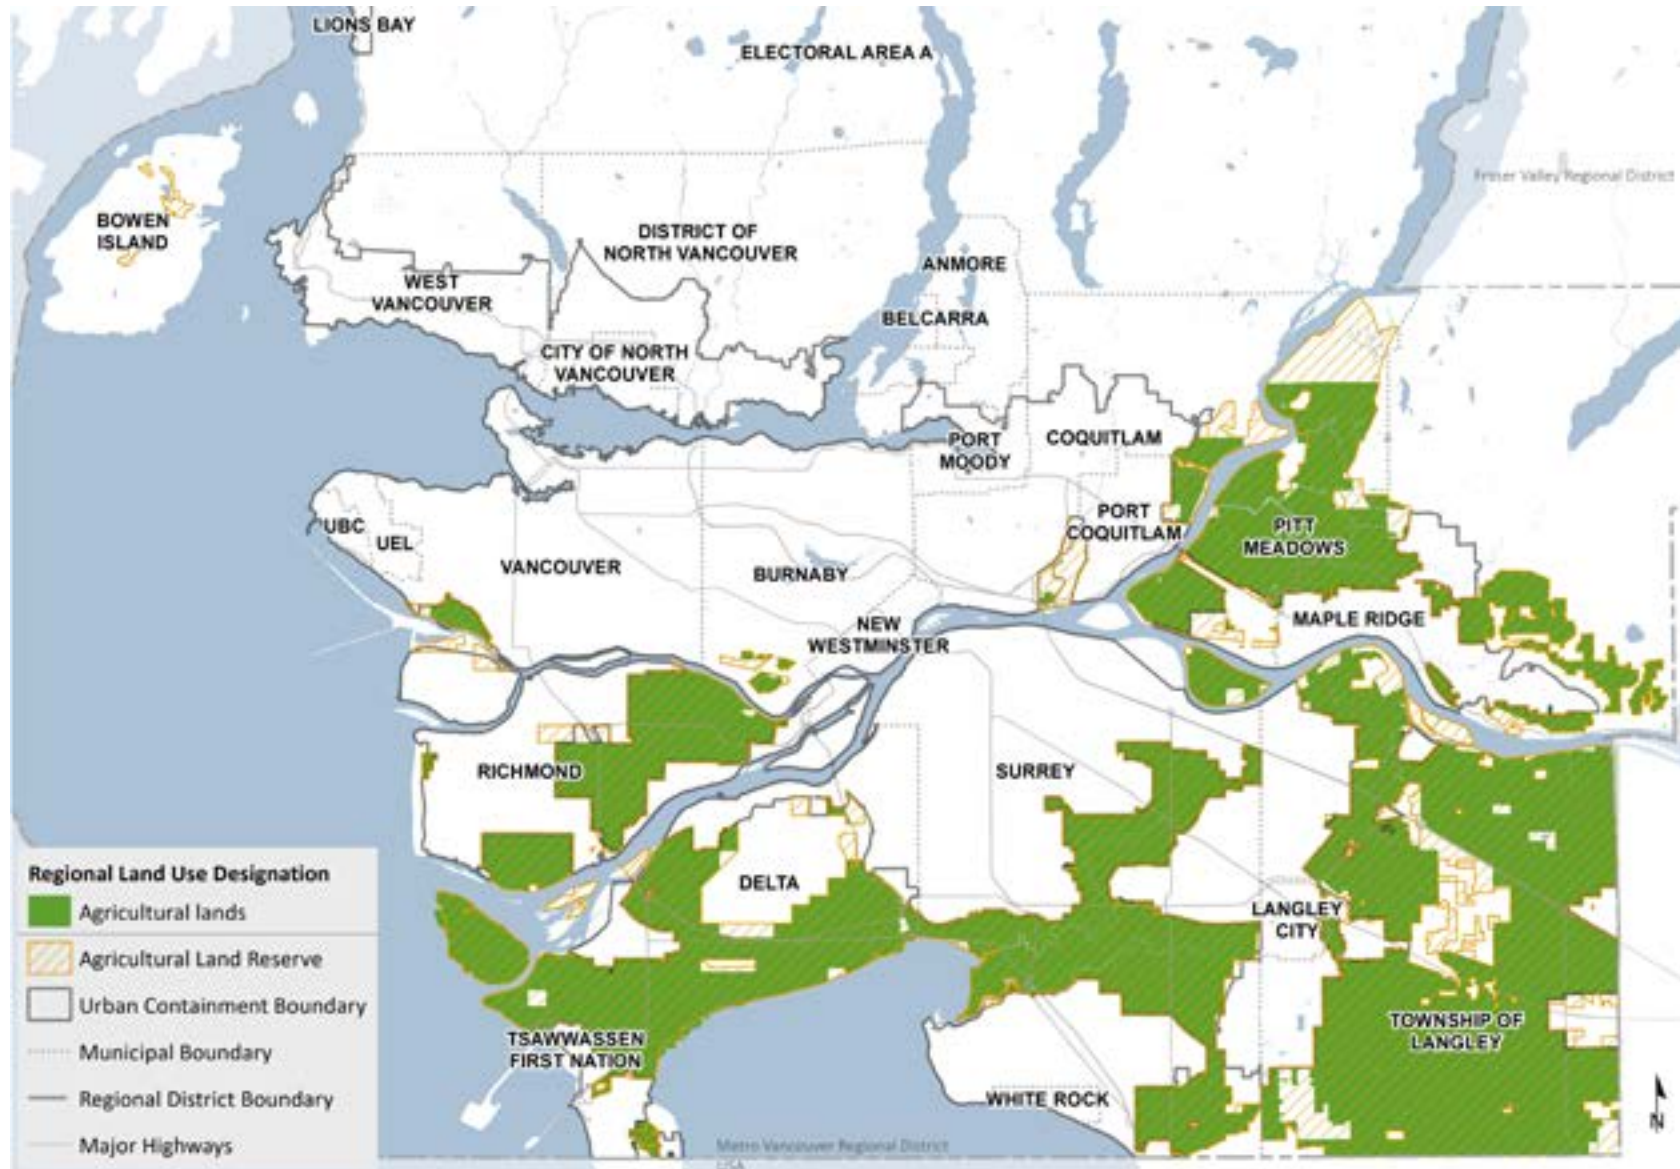 LIONS BAY
ELECTORAL AREA A
Fraser Valley Regional District
BOWEN
ISLAND
DISTRICT OF
NORTH VANCOUVER
WEST
VANCOUVER
ANMORE
BELCARRA
CITY OF NORTH
VANCOUVER
PORT
MOODY
COQUITLAM
PORT
COQUITLAM
PITT
MEADOWS
UBC
UEL
VANCOUVER
BURNABY
NEW
WESTMINSTER
MAPLE RIDGE
RICHMOND
SURREY
DELTA
LANGLEY
CITY
TOWNSHIP OF
LANGLEY
TSAWWASSEN
FIRST NATION
WHITE ROCK
Metro Vancouver Regional District
USA
N
Regional Land Use Designation
Agricultural lands
Agricultural Land Reserve
Urban Containment Boundary
Municipal Boundary
Regional District Boundary
Major Highways